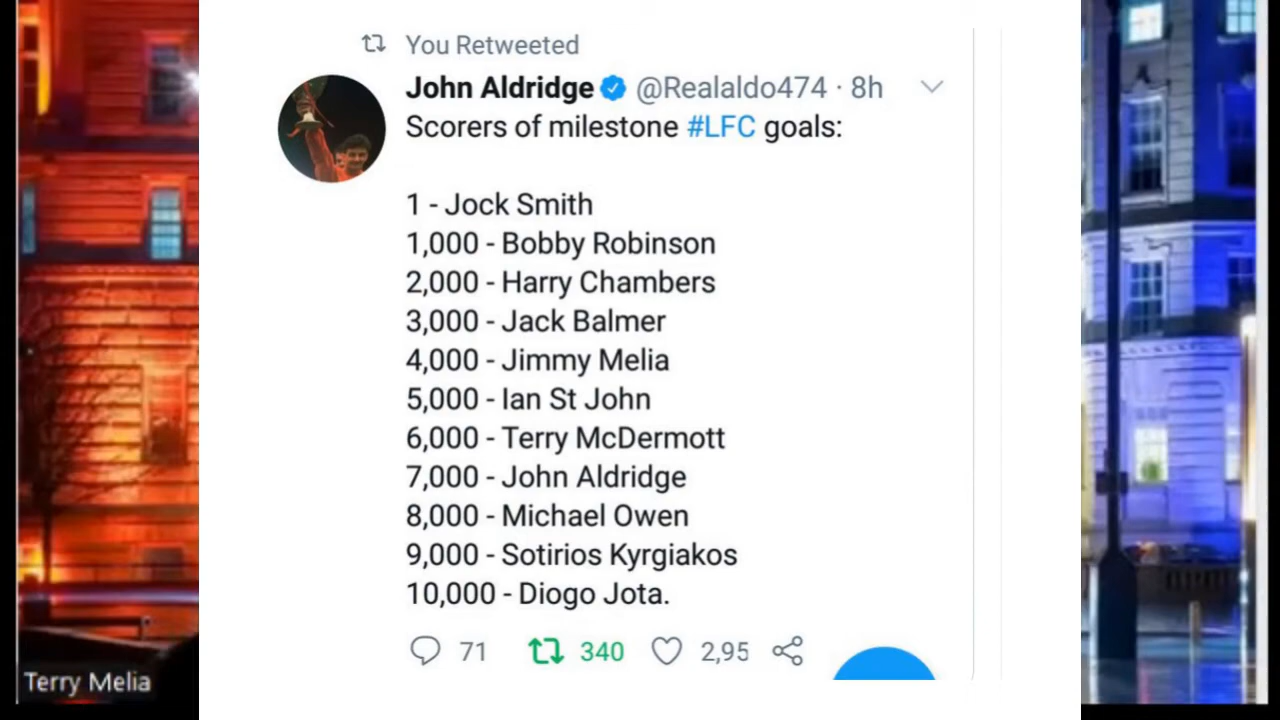 You Retweeted
John Aldridge @Realaldo474 · 8h
Scorers of milestone #LFC goals:
1 - Jock Smith
1,000 - Bobby Robinson
2,000 - Harry Chambers
3,000 - Jack Balmer
4,000 - Jimmy Melia
5,000 - Ian St John
6,000 - Terry McDermott
7,000 - John Aldridge
8,000 - Michael Owen
9,000 - Sotirios Kyrgiakos
10,000 - Diogo Jota.
71 340 2,95
Terry Melia